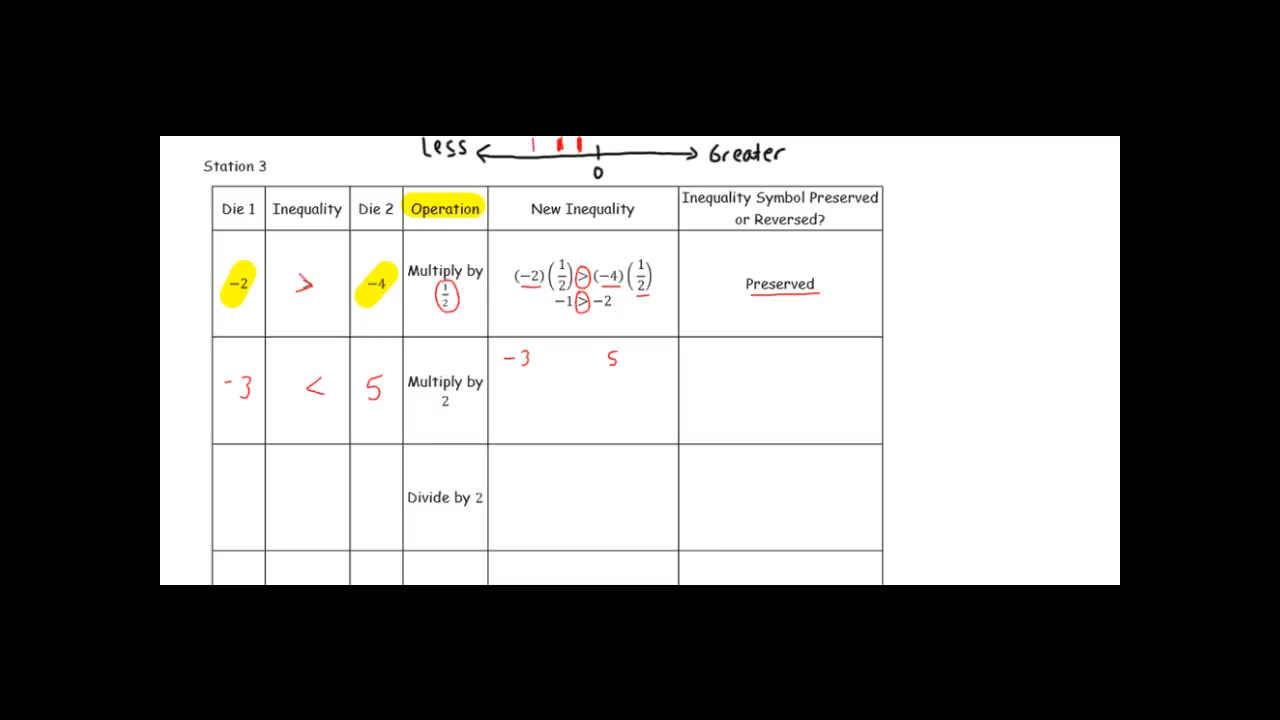 Less Greater
0
Station 3
Die 1 Inequality Die 2 Operation New Inequality Inequality Symbol Preserved
or Reversed?
−2 > −4 Multiply by
1/2
(−2)(1/2) > (−4)(1/2)
−1 > −2
Preserved
-3 < 5 Multiply by
2
-3 5
Divide by 2